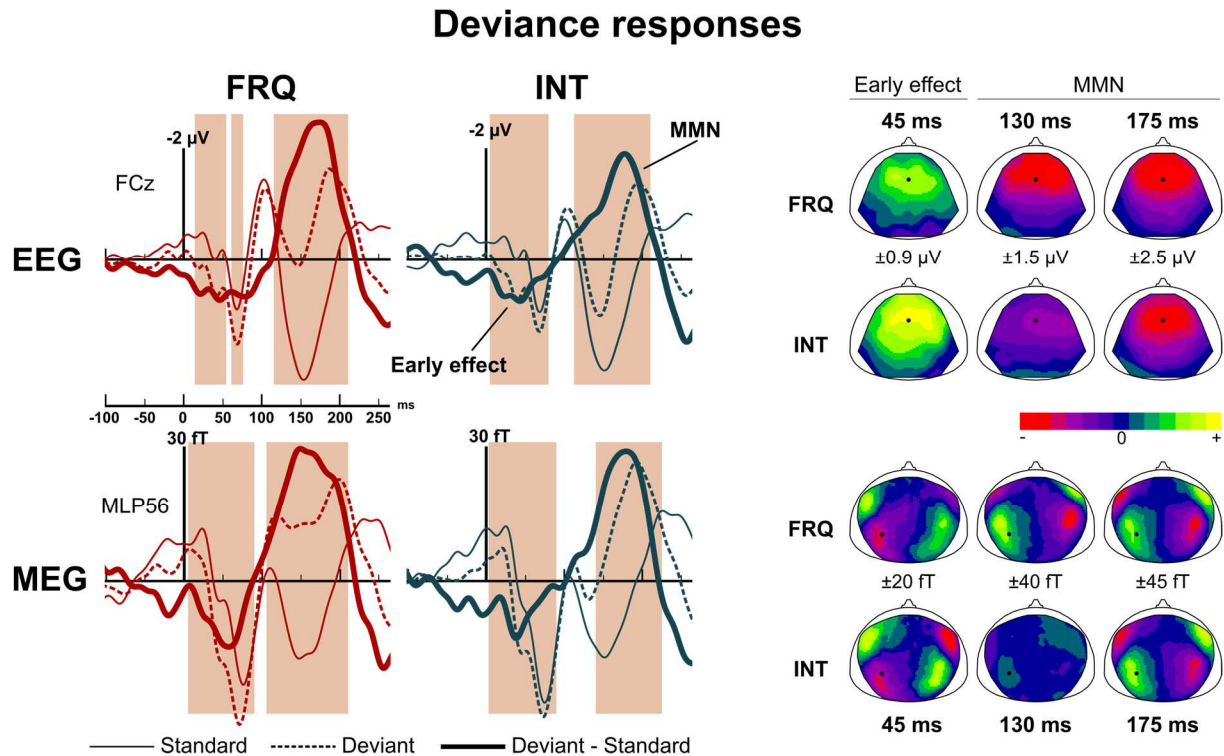 Deviance responses
FRQ
INT
Early effect
MMN
45 ms
130 ms
175 ms
-2 µV
-2 µV
MMN
FCz
FRQ
EEG
±0.9 µV
±1.5 µV
±2.5 µV
Early effect
INT
-100
0
50
100
150
200
250
ms
30 fT
30 fT
-
0
+
MLP56
FRQ
MEG
±20 fT
±40 fT
±45 fT
INT
45 ms
130 ms
175 ms
Standard
Deviant
Deviant - Standard